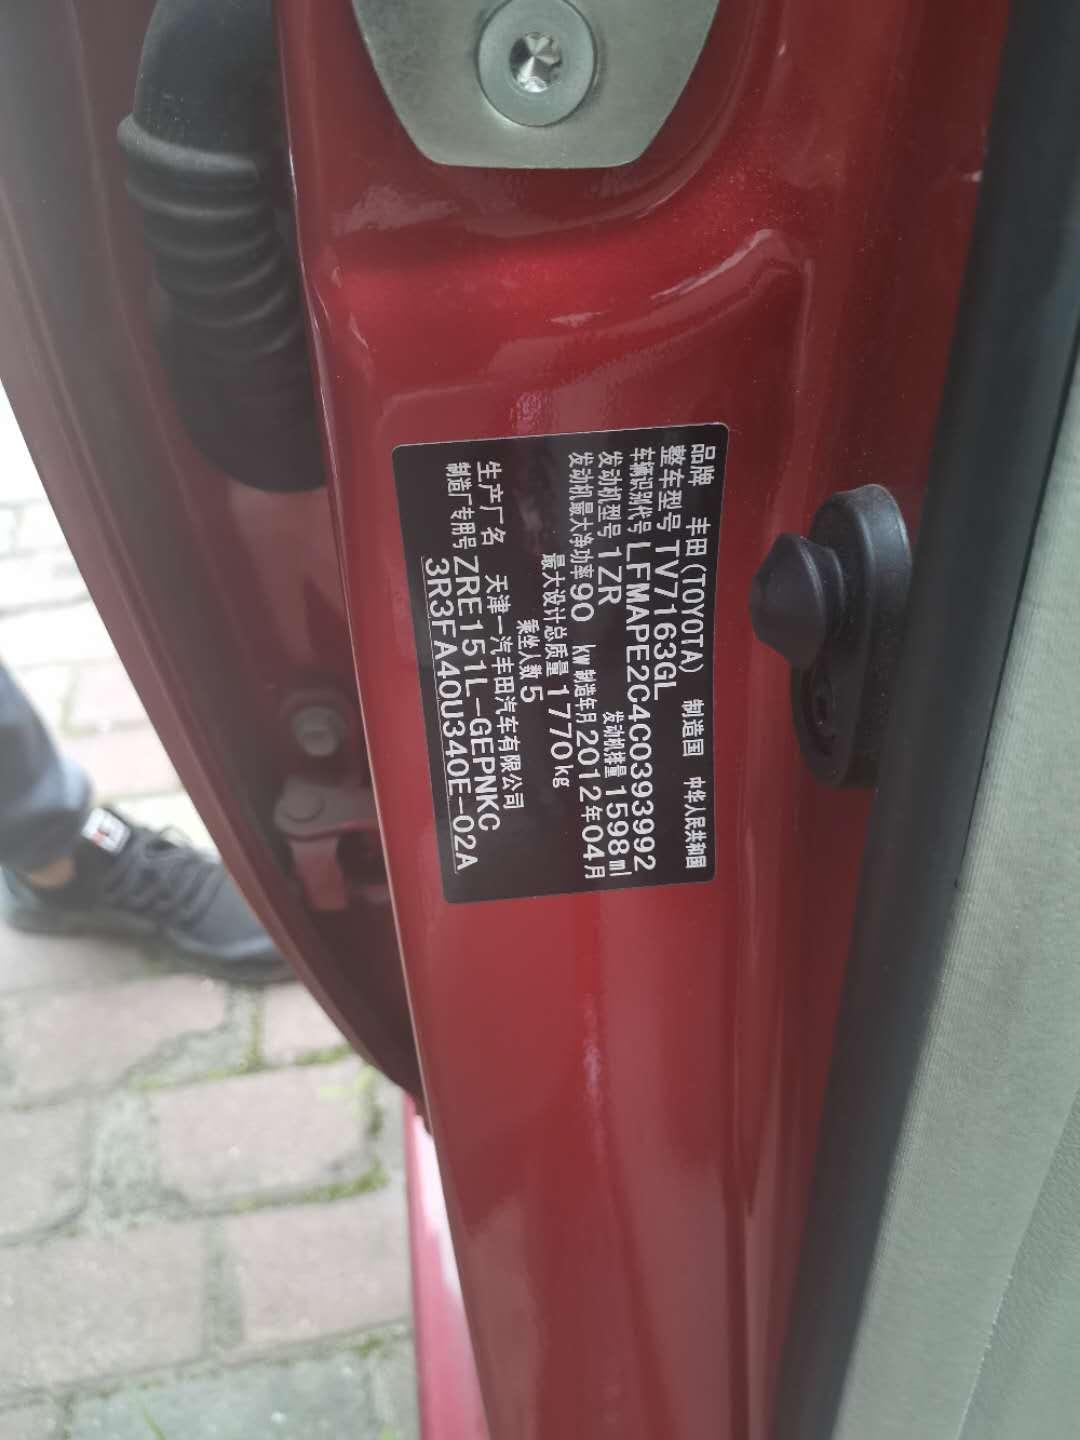 品牌 丰田(TOYOTA) 制造国 中华人民共和国
整车型号 TV7163GL
车辆识别代号 LFMAPE2C4C0393992
发动机型号 1ZR 发动机排量 1598ml
发动机最大净功率 90 kw 制造年月 2012年04月
最大设计总质量 1770kg
乘坐人数 5
生产厂名 天津一汽丰田汽车有限公司
制造厂专用号 ZRE151L-GEPNKC
3R3FA40U340E-02A